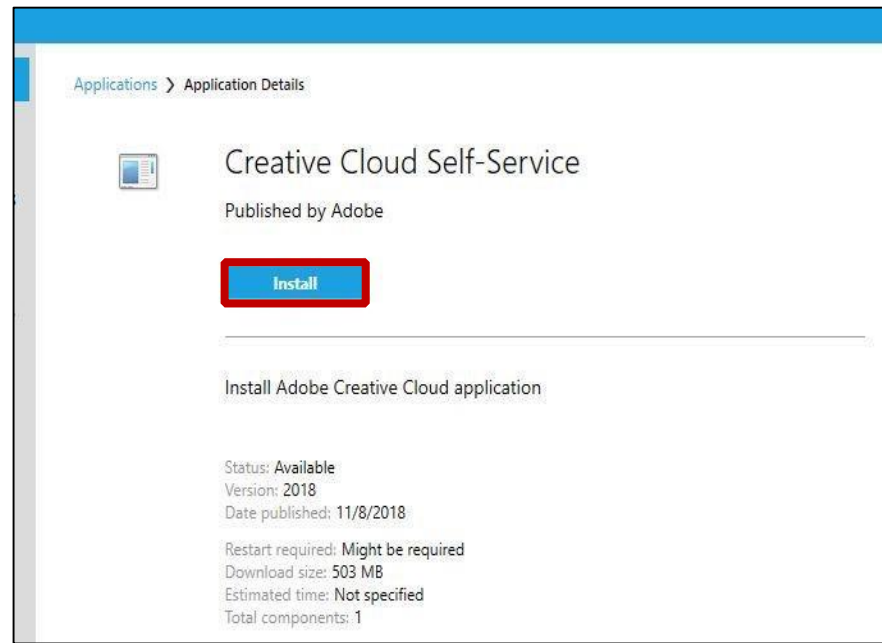 Applications ❯ Application Details
Creative Cloud Self-Service
Published by Adobe
Install
Install Adobe Creative Cloud application
Status: Available
Version: 2018
Date published: 11/8/2018
Restart required: Might be required
Download size: 503 MB
Estimated time: Not specified
Total components: 1